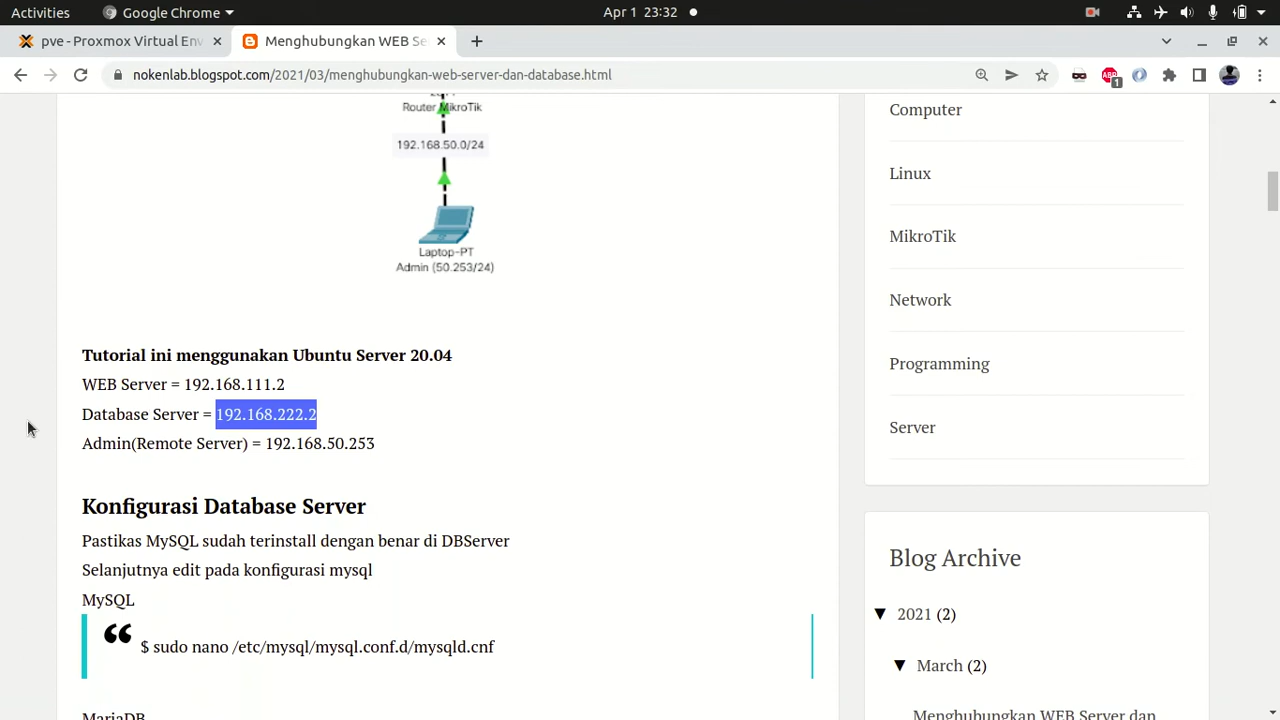 Activities
Google Chrome
Apr 1 23:32
pve - Proxmox Virtual Env
Menghubungkan WEB Se
nokenlab.blogspot.com/2021/03/menghubungkan-web-server-dan-database.html
ABP
1
Router MikroTik
192.168.50.0/24
Laptop-PT
Admin (50.253/24)
Tutorial ini menggunakan Ubuntu Server 20.04
WEB Server = 192.168.111.2
Database Server = 192.168.222.2
Admin(Remote Server) = 192.168.50.253
Konfigurasi Database Server
Pastikas MySQL sudah terinstall dengan benar di DBServer
Selanjutnya edit pada konfigurasi mysql
MySQL
“ $ sudo nano /etc/mysql/mysql.conf.d/mysqld.cnf
MariaDB
Computer
Linux
MikroTik
Network
Programming
Server
Blog Archive
▼ 2021 (2)
▼ March (2)
Menghubungkan WEB Server dan